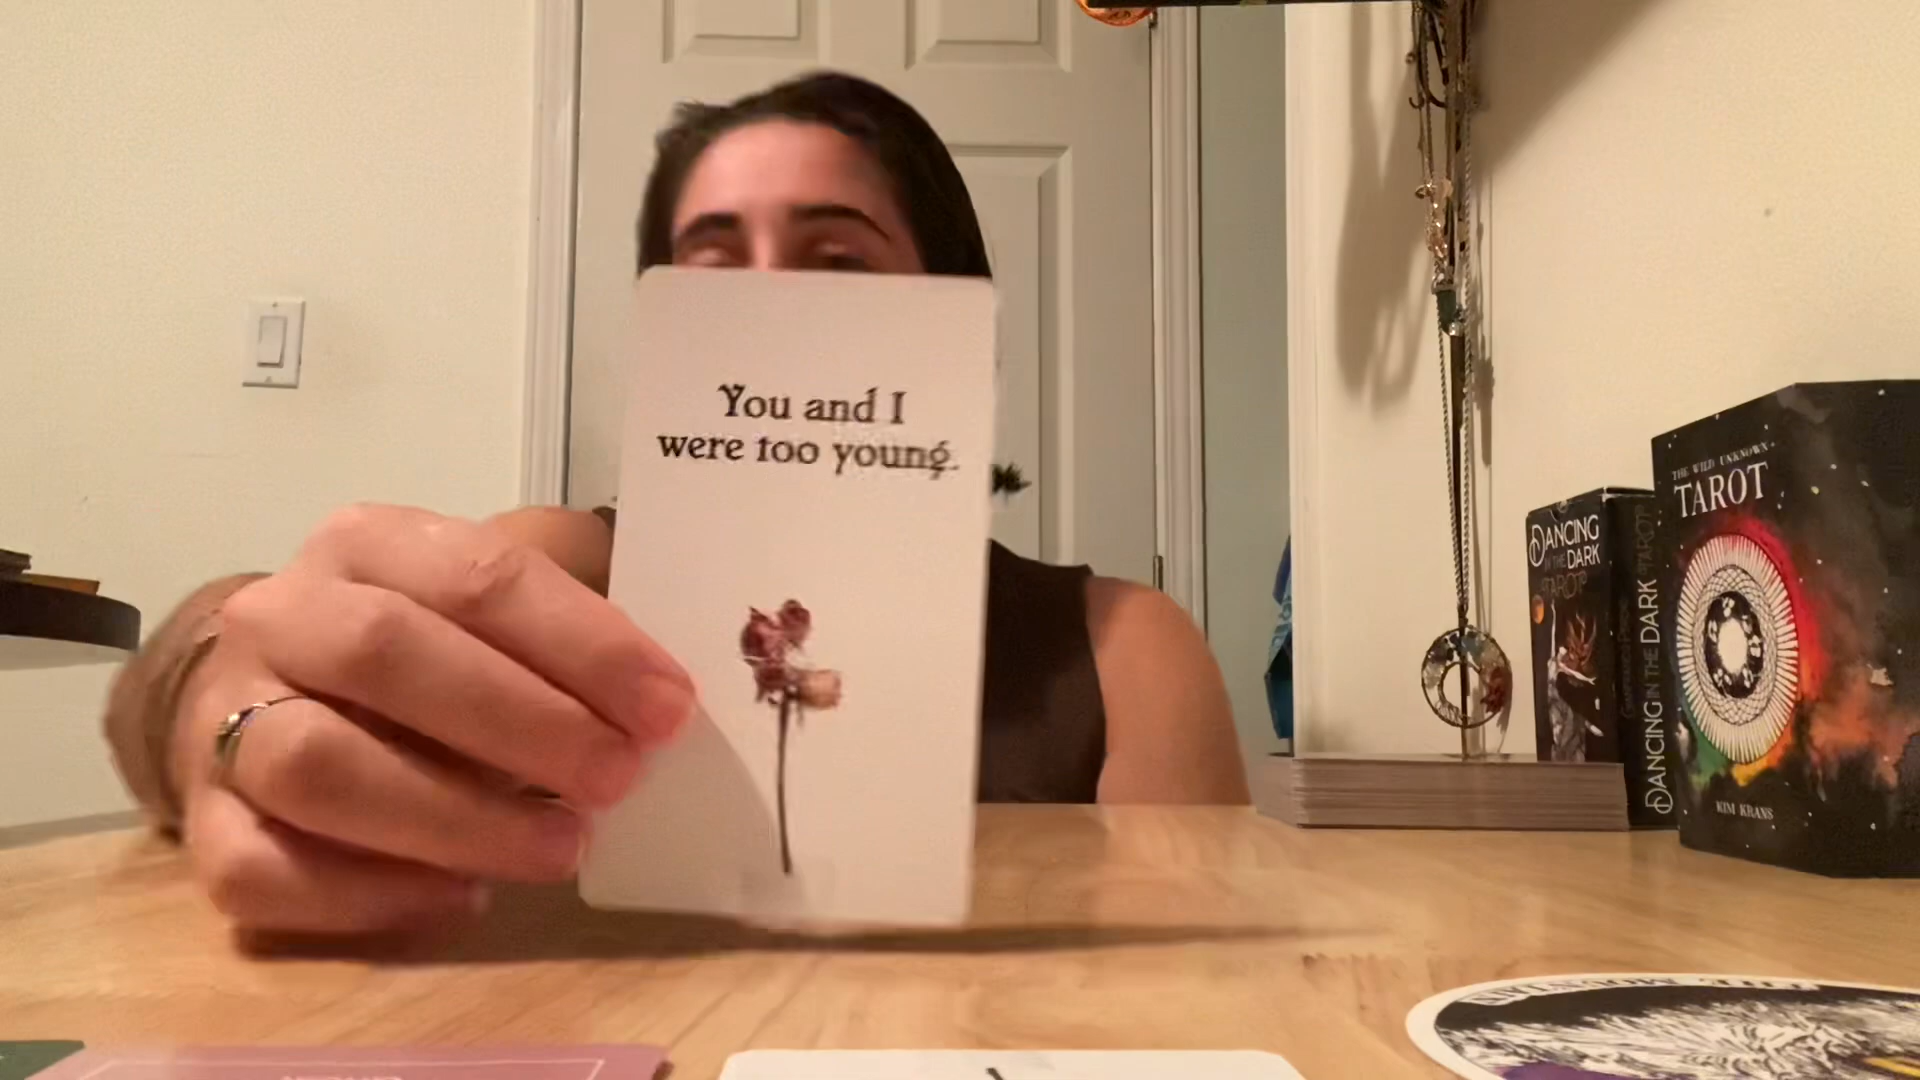 You and I
were too young.
DANCING
IN THE DARK
TAROT
DANCING IN THE DARK TAROT
THE WILD UNKNOWN
TAROT
KIM KRANS